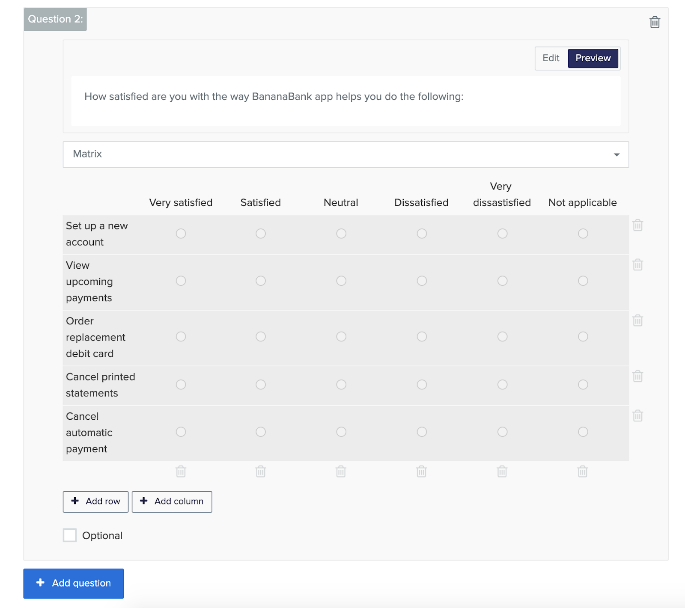 Question 2:
Edit Preview
How satisfied are you with the way BananaBank app helps you do the following:
Matrix
Very satisfied Satisfied Neutral Dissatisfied Very dissastisfied Not applicable
Set up a new
account
View
upcoming
payments
Order
replacement
debit card
Cancel printed
statements
Cancel
automatic
payment
+ Add row + Add column
Optional
+ Add question